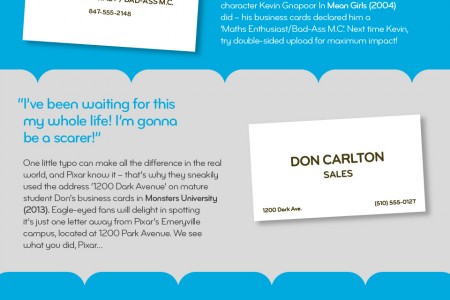 / BAD-ASS M.C.
847-555-2148
character Kevin Gnapoor In Mean Girls (2004)
did – his business cards declared him a
'Maths Enthusiast/Bad-Ass M.C'. Next time Kevin,
try double-sided upload for maximum impact!
"I've been waiting for this
my whole life! I'm gonna
be a scarer!"
One little typo can make all the difference in the real
world, and Pixar know it – that's why they sneakily
used the address '1200 Dark Avenue' on mature
student Don's business cards in Monsters University
(2013). Eagle-eyed fans will delight in spotting
it's just one letter away from Pixar's Emeryville
campus, located at 1200 Park Avenue. We see
what you did, Pixar...
DON CARLTON
SALES
1200 Dark Ave.
(510) 555-0127